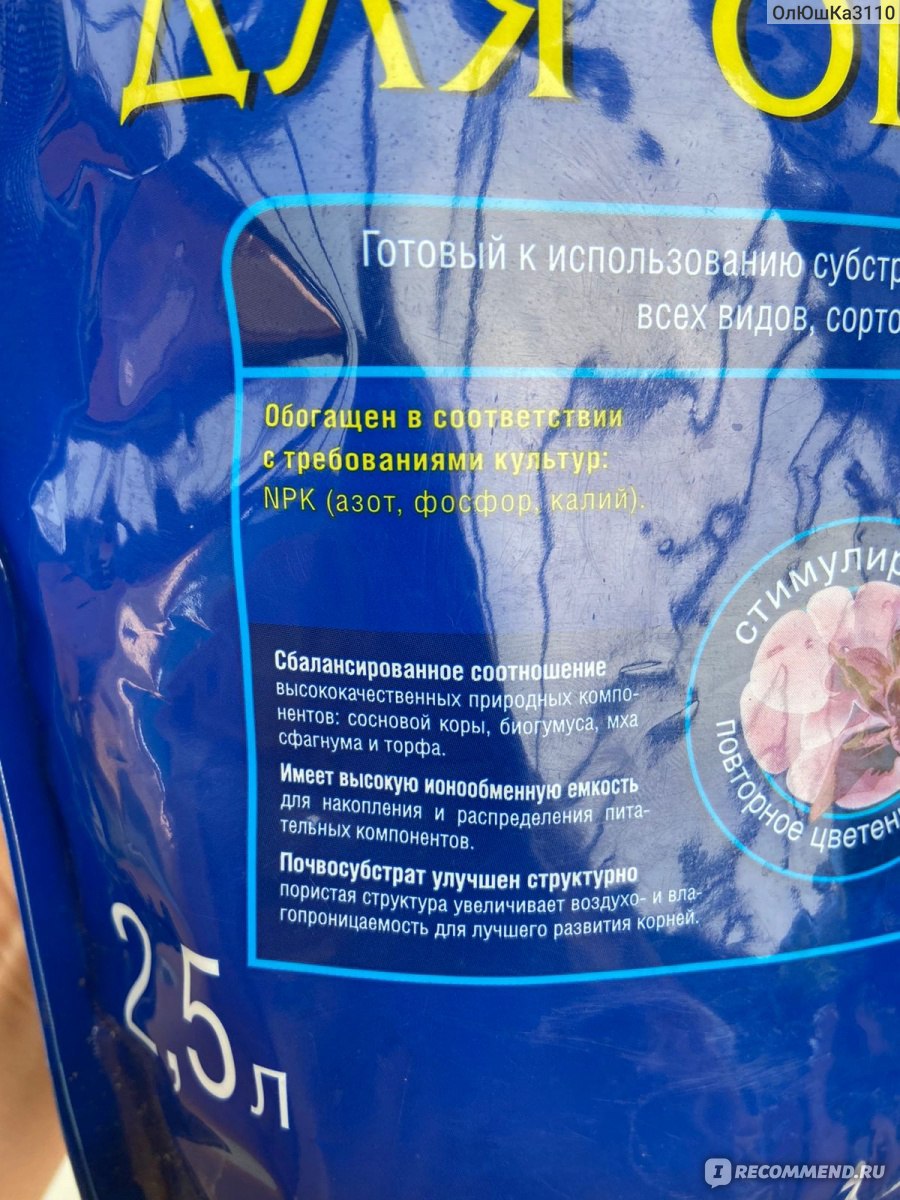 ОлЮшКа3110
ДЛЯ О
Готовый к использованию субстр
всех видов, сорто
Обогащен в соответствии
с требованиями культур:
NPK (азот, фосфор, калий).
стимулир
повторное цветен
Сбалансированное соотношение
высококачественных природных компо-
нентов: сосновой коры, биогумуса, мха
сфагнума и торфа.
Имеет высокую ионообменную емкость
для накопления и распределения пита-
тельных компонентов.
Почвосубстрат улучшен структурно
пористая структура увеличивает воздухо- и вла-
гопроницаемость для лучшего развития корней.
2,5 л
I RECOMMEND.RU